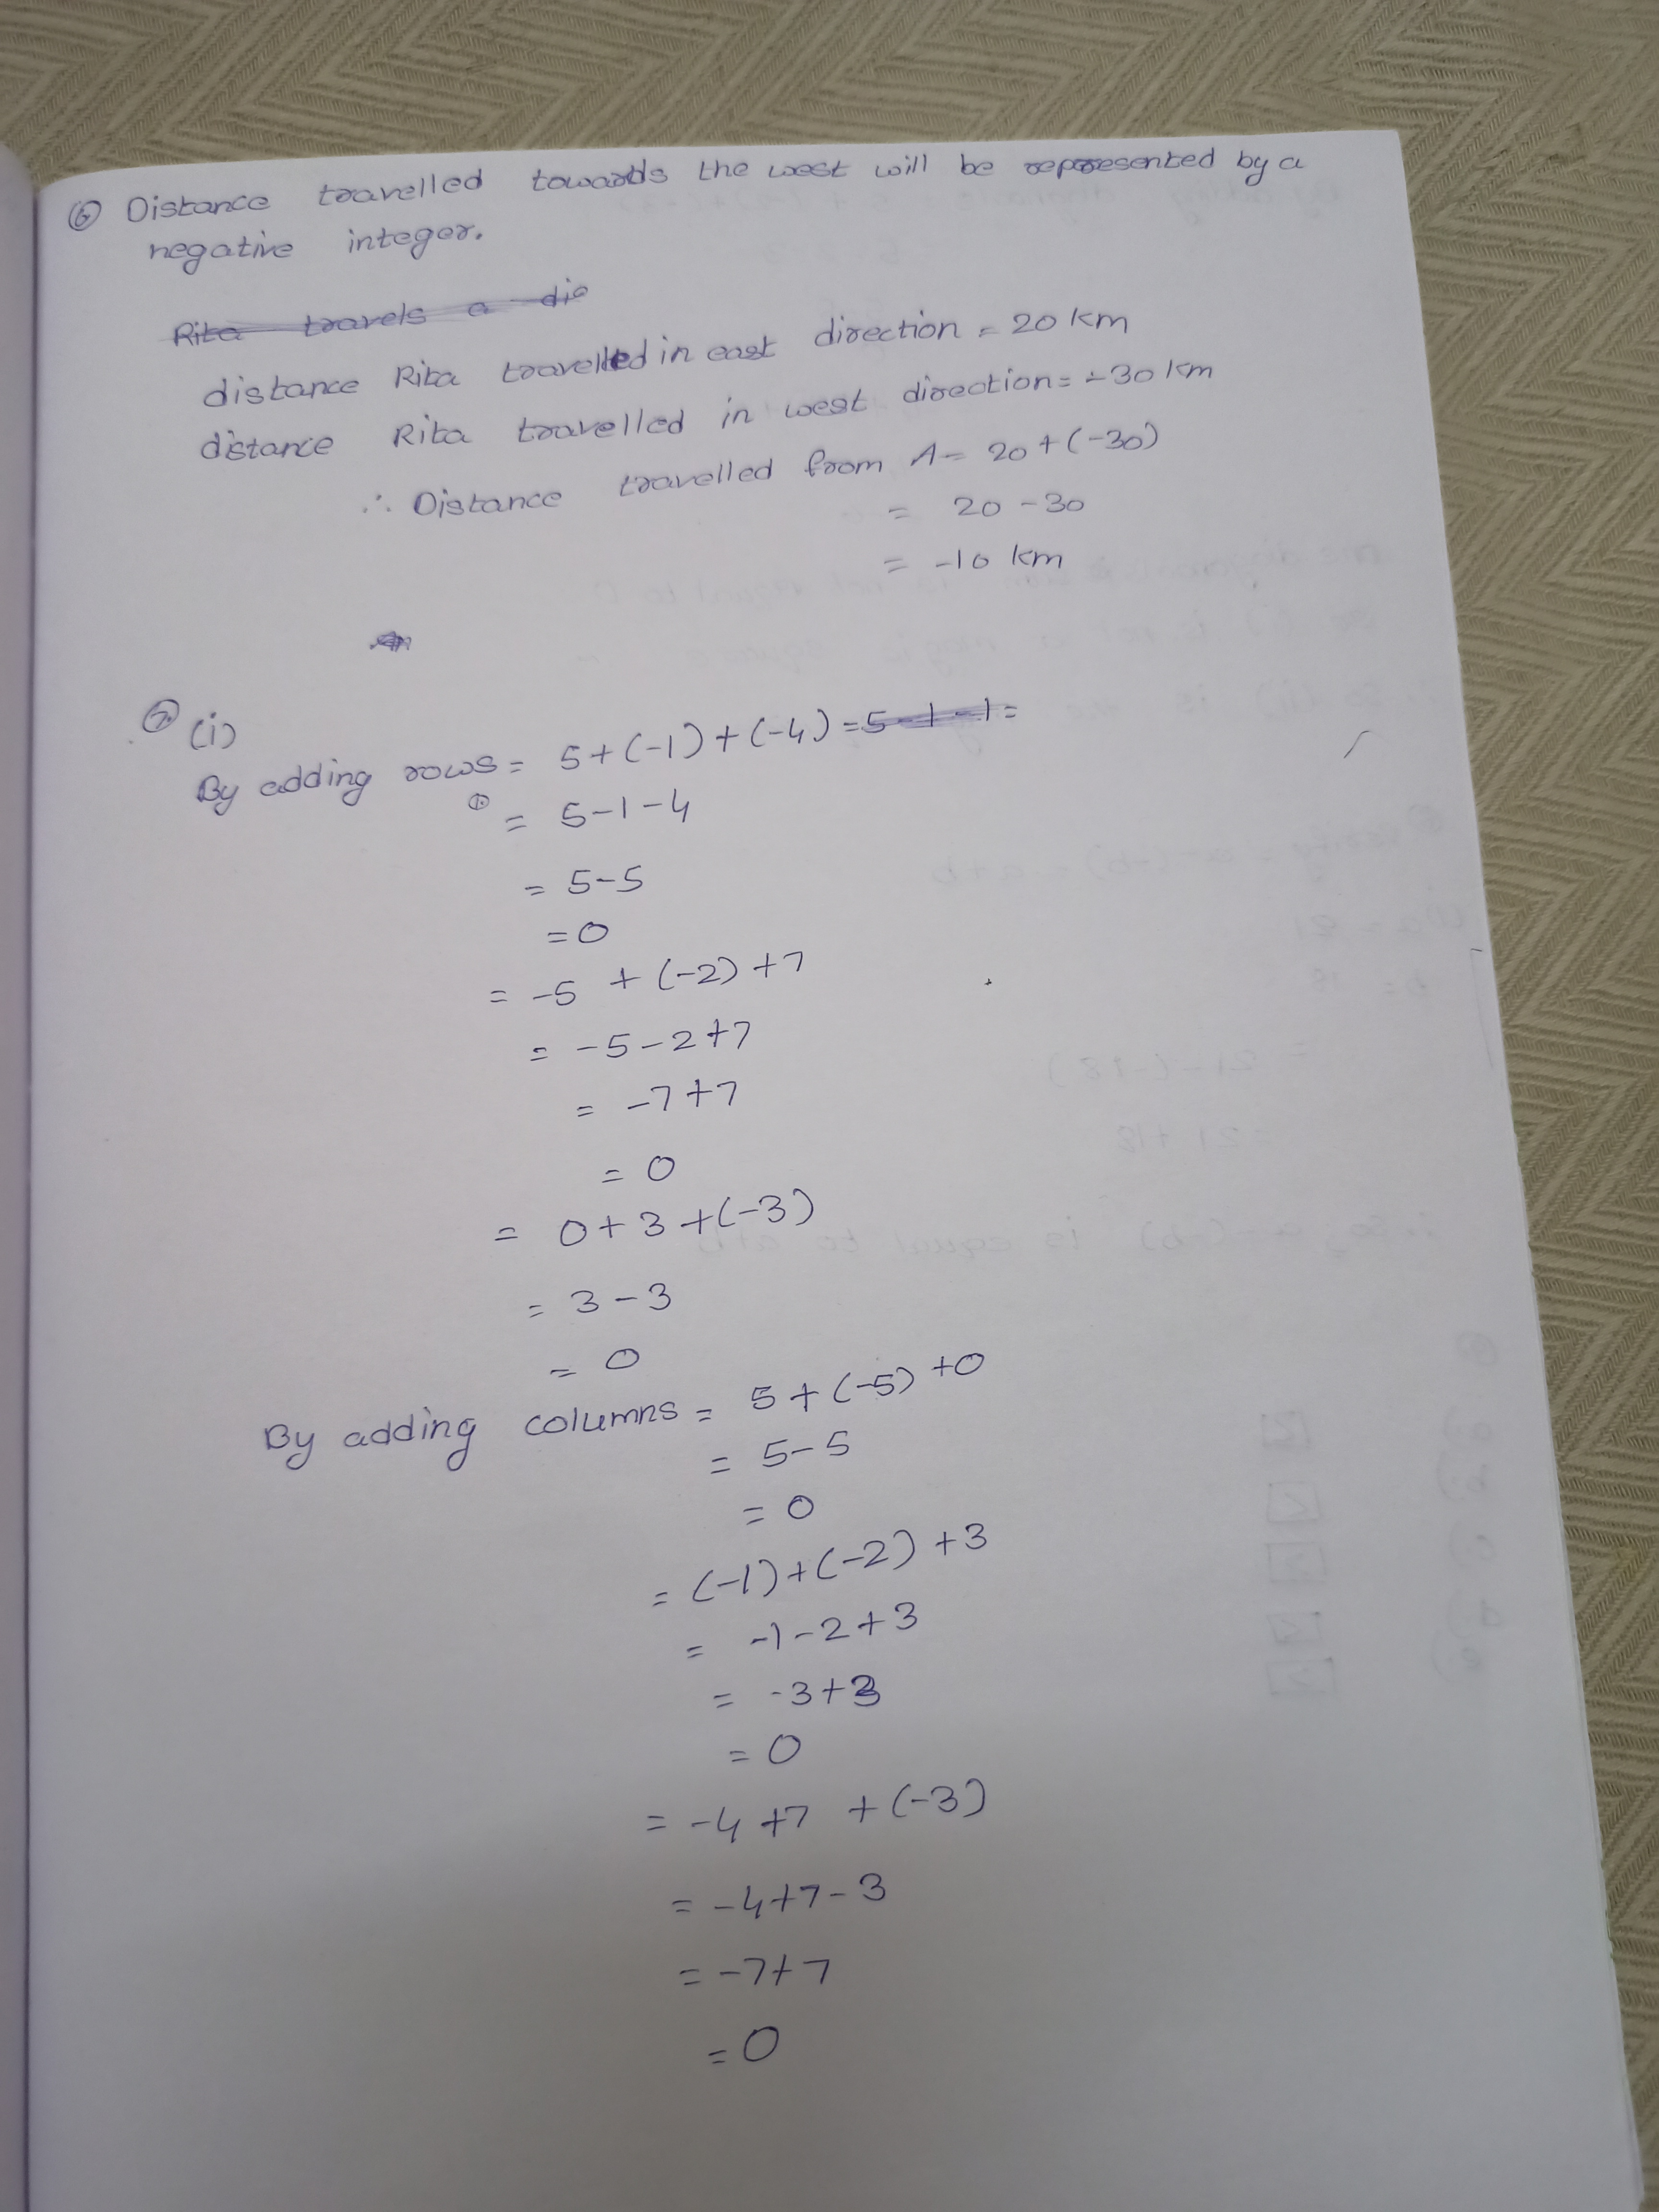 ⑥ Distance travelled towards the west will be represented by a
negative integer.
Rita travels a dis
distance Rita travelled in east direction = 20 km
distance Rita travelled in west direction = -30 km
∴ Distance travelled from A = 20 + (-30)
= 20 - 30
= -10 km
⑦ (i)
By adding rows = 5 + (-1) + (-4) = 5-1-1 =
① = 5-1-4
= 5-5
= 0
= -5 + (-2) + 7
= -5-2+7
= -7+7
= 0
= 0 + 3 + (-3)
= 3 - 3
= 0
By adding columns = 5 + (-5) + 0
= 5-5
= 0
= (-1) + (-2) + 3
= -1-2+3
= -3+3
= 0
= -4 +7 + (-3)
= -4+7-3
= -7+7
= 0